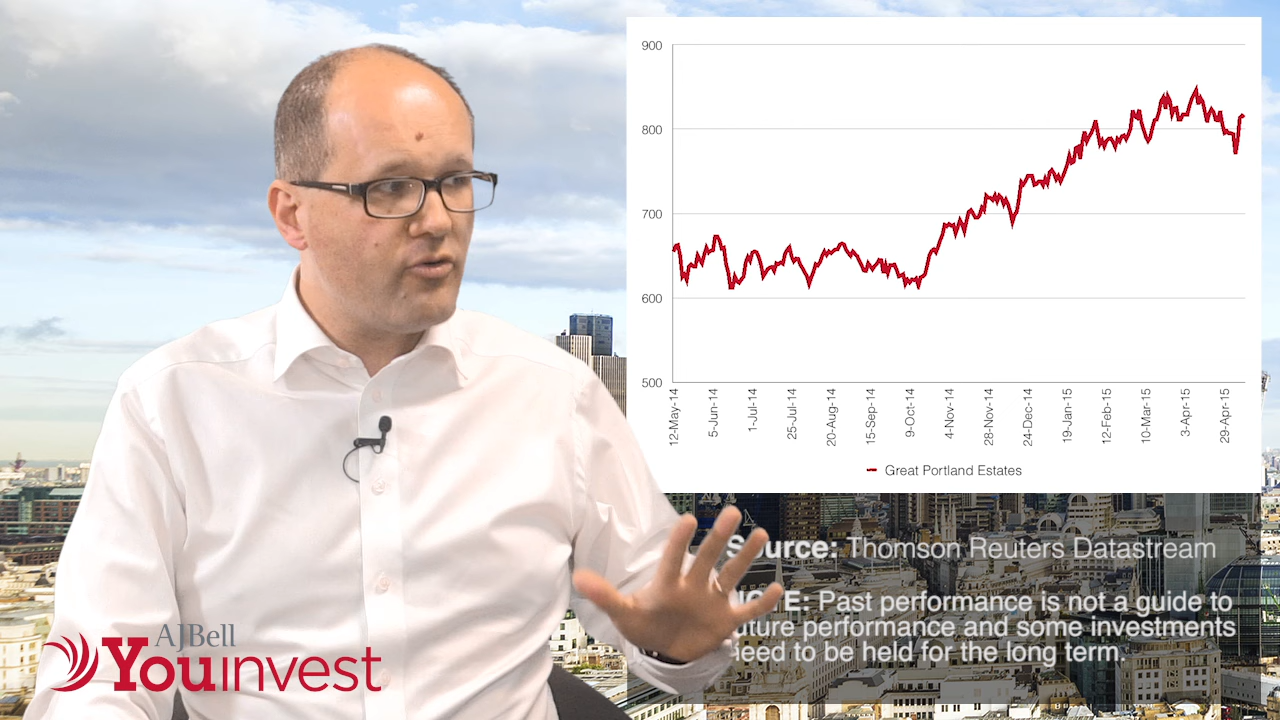 900
800
700
600
500
12-May-14
5-Jun-14
1-Jul-14
25-Jul-14
20-Aug-14
15-Sep-14
9-Oct-14
4-Nov-14
28-Nov-14
24-Dec-14
19-Jan-15
12-Feb-15
10-Mar-15
3-Apr-15
29-Apr-15
Great Portland Estates
Source: Thomson Reuters Datastream
NOTE: Past performance is not a guide to
future performance and some investments
need to be held for the long term.
AJBell
Youinvest